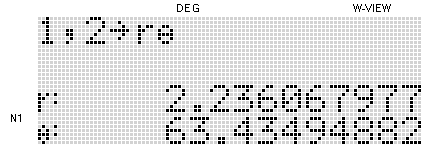 DEG W-VIEW
1,2→rθ
r: 2.236067977
N1
θ: 63.43494882